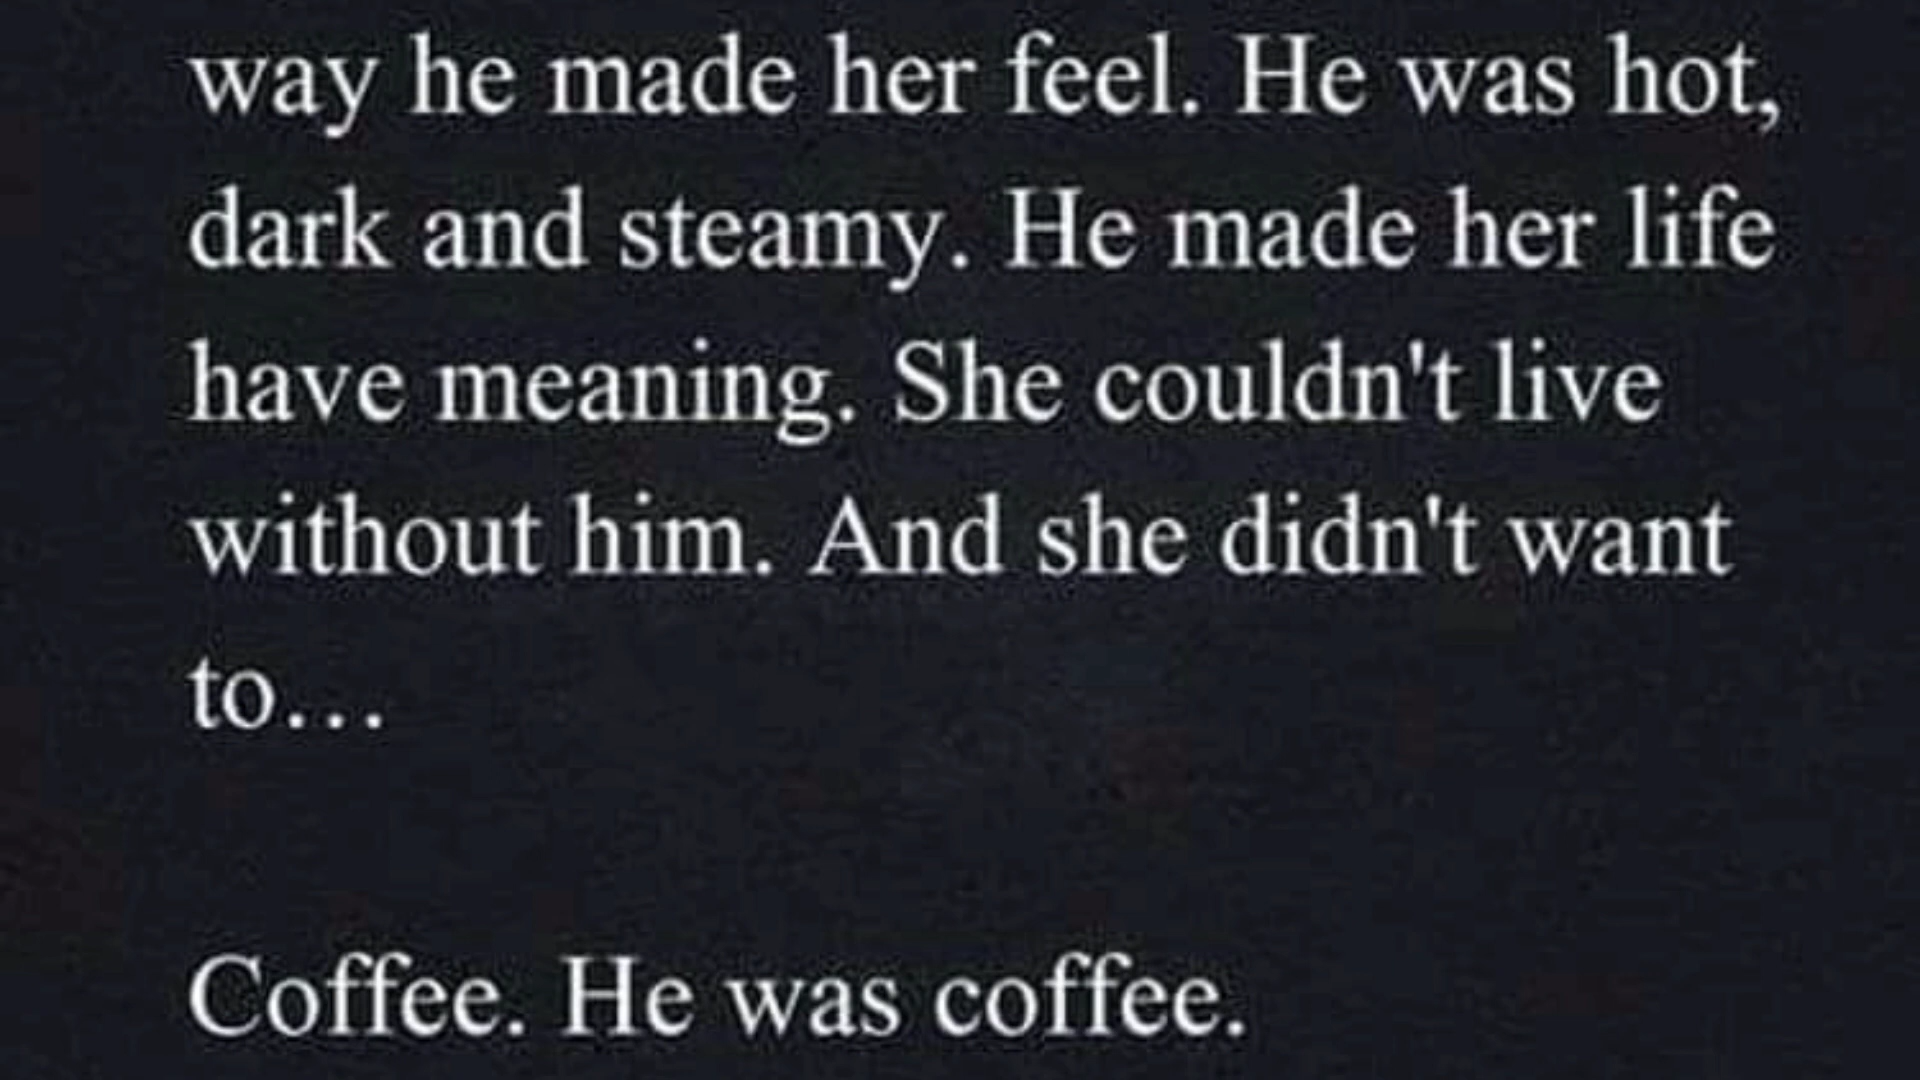 way he made her feel. He was hot,
dark and steamy. He made her life
have meaning. She couldn't live
without him. And she didn't want
to...
Coffee. He was coffee.